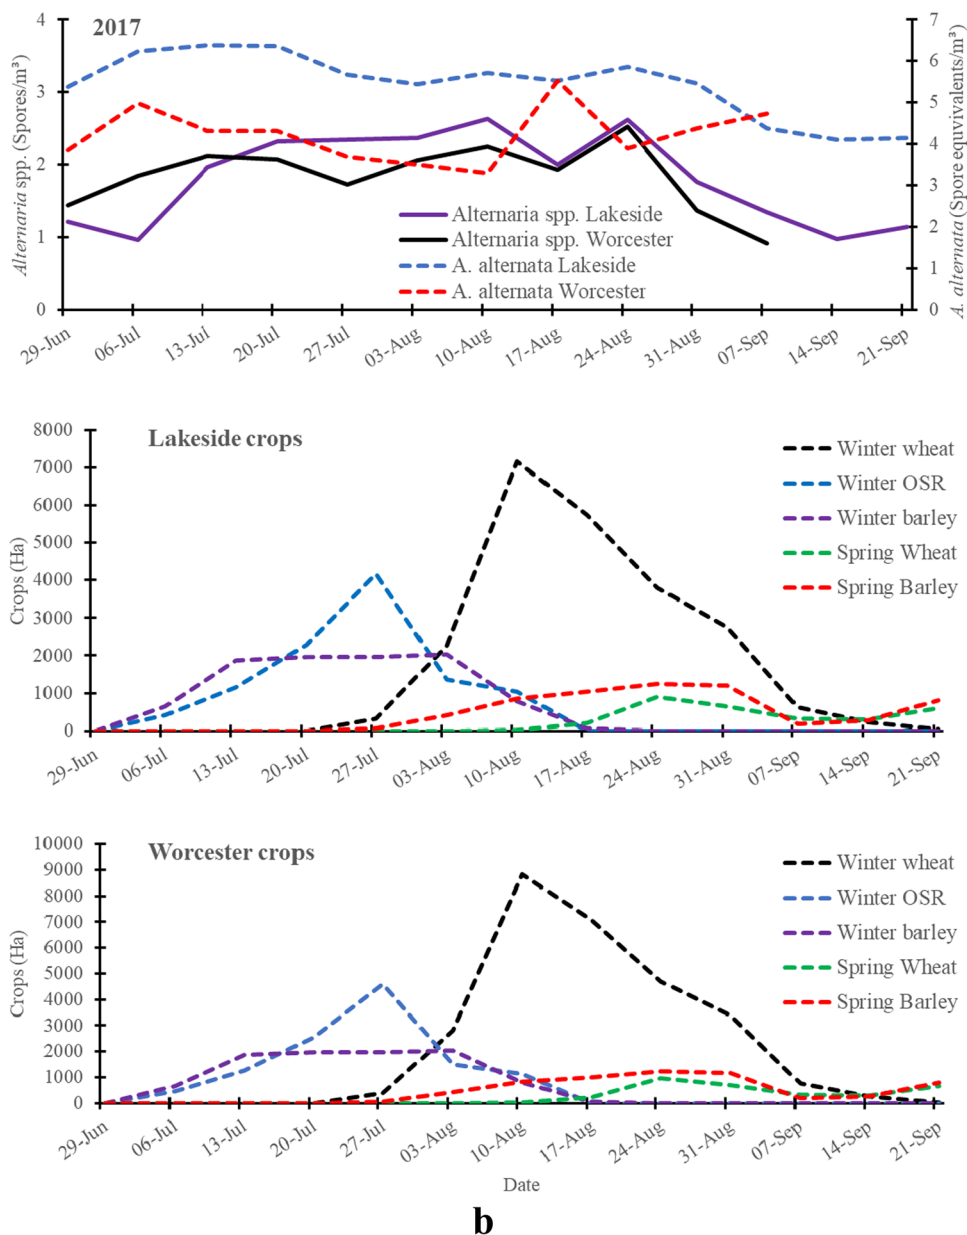 2017
4
3
2
1
0
Alternaria spp. (Spores/m³)
7
6
5
4
3
2
1
0
A. alternata (Spore equivalents/m³)
Alternaria spp. Lakeside
Alternaria spp. Worcester
A. alternata Lakeside
A. alternata Worcester
29-Jun
06-Jul
13-Jul
20-Jul
27-Jul
03-Aug
10-Aug
17-Aug
24-Aug
31-Aug
07-Sep
14-Sep
21-Sep
Lakeside crops
8000
7000
6000
5000
4000
3000
2000
1000
0
Crops (Ha)
Winter wheat
Winter OSR
Winter barley
Spring Wheat
Spring Barley
29-Jun
06-Jul
13-Jul
20-Jul
27-Jul
03-Aug
10-Aug
17-Aug
24-Aug
31-Aug
07-Sep
14-Sep
21-Sep
Worcester crops
10000
9000
8000
7000
6000
5000
4000
3000
2000
1000
0
Crops (Ha)
Winter wheat
Winter OSR
Winter barley
Spring Wheat
Spring Barley
29-Jun
06-Jul
13-Jul
20-Jul
27-Jul
03-Aug
10-Aug
17-Aug
24-Aug
31-Aug
07-Sep
14-Sep
21-Sep
Date
b